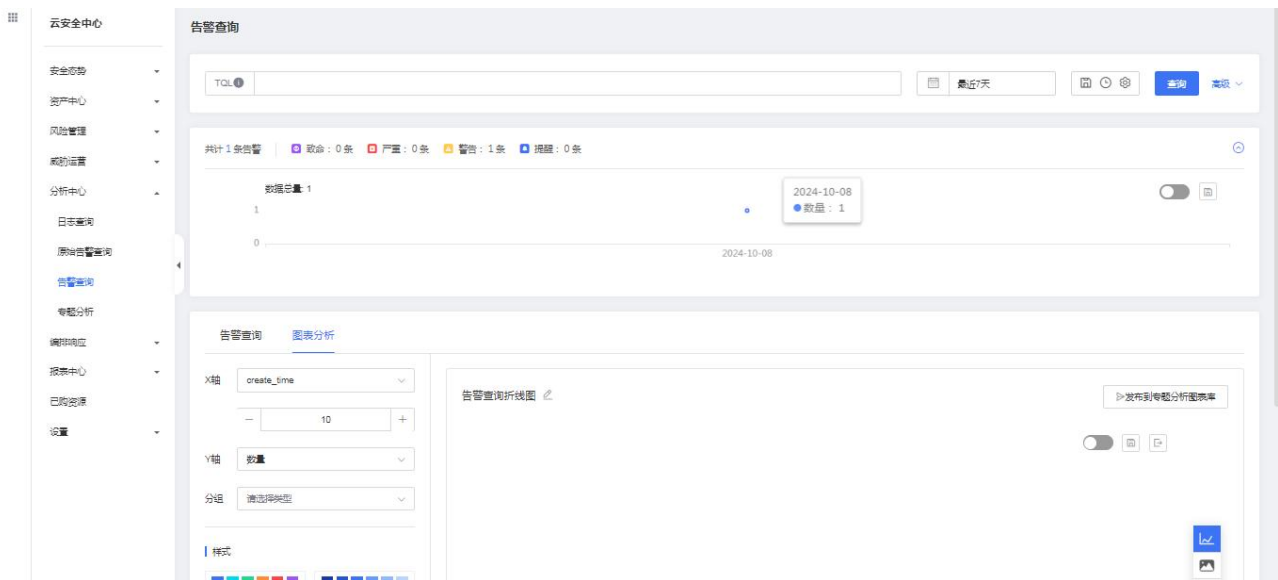 云安全中心
安全态势
资产中心
风险管理
威胁运营
分析中心
日志查询
原始告警查询
告警查询
专题分析
编排响应
报表中心
已购资源
设置
告警查询
TQL
最近7天
查询
高级
共计 1 条告警
致命：0 条
严重：0 条
警告：1 条
提醒：0 条
数据总量: 1
1
0
2024-10-08
2024-10-08
数量： 1
告警查询
图表分析
X轴
create_time
10
Y轴
数量
分组
请选择类型
样式
告警查询折线图
发布到专题分析图表库